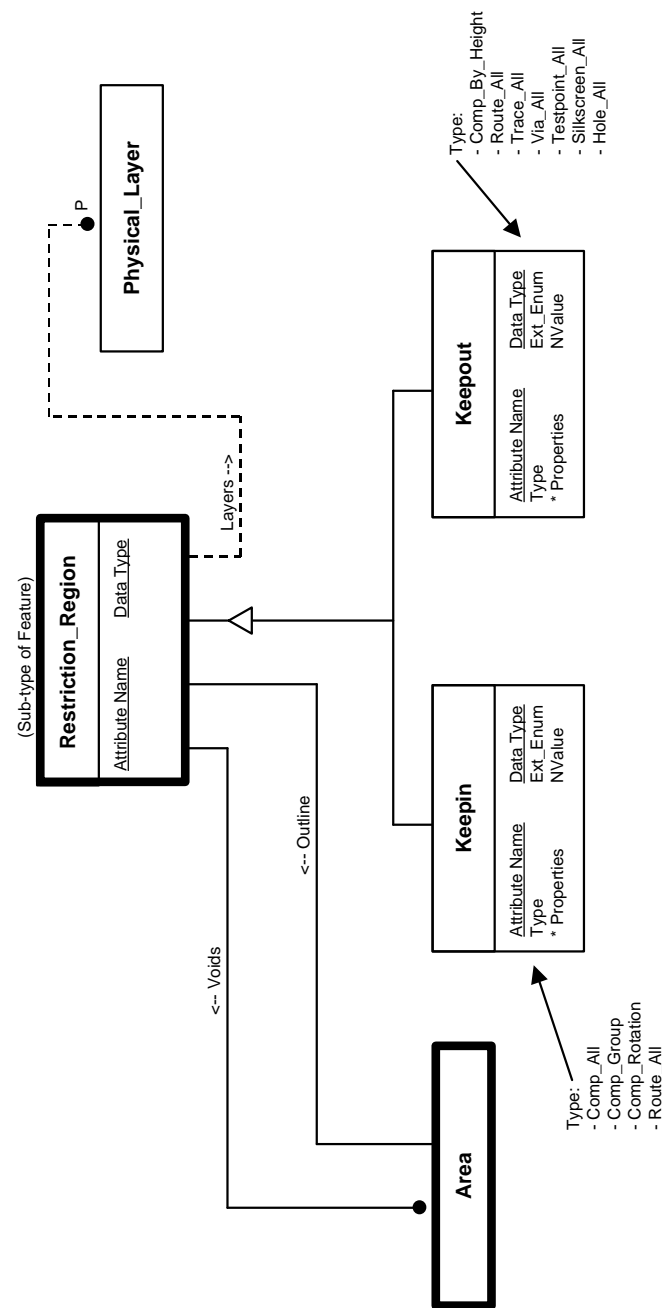 (Sub-type of Feature)
Restriction_Region
Attribute Name Data Type
Physical_Layer
P
Layers -->
<-- Voids
<-- Outline
Area
Keepin
Attribute Name Data Type
Type Ext_Enum
* Properties NValue
Keepout
Attribute Name Data Type
Type Ext_Enum
* Properties NValue
Type:
- Comp_All
- Comp_Group
- Comp_Rotation
- Route_All
Type:
- Comp_By_Height
- Route_All
- Trace_All
- Via_All
- Testpoint_All
- Silkscreen_All
- Hole_All